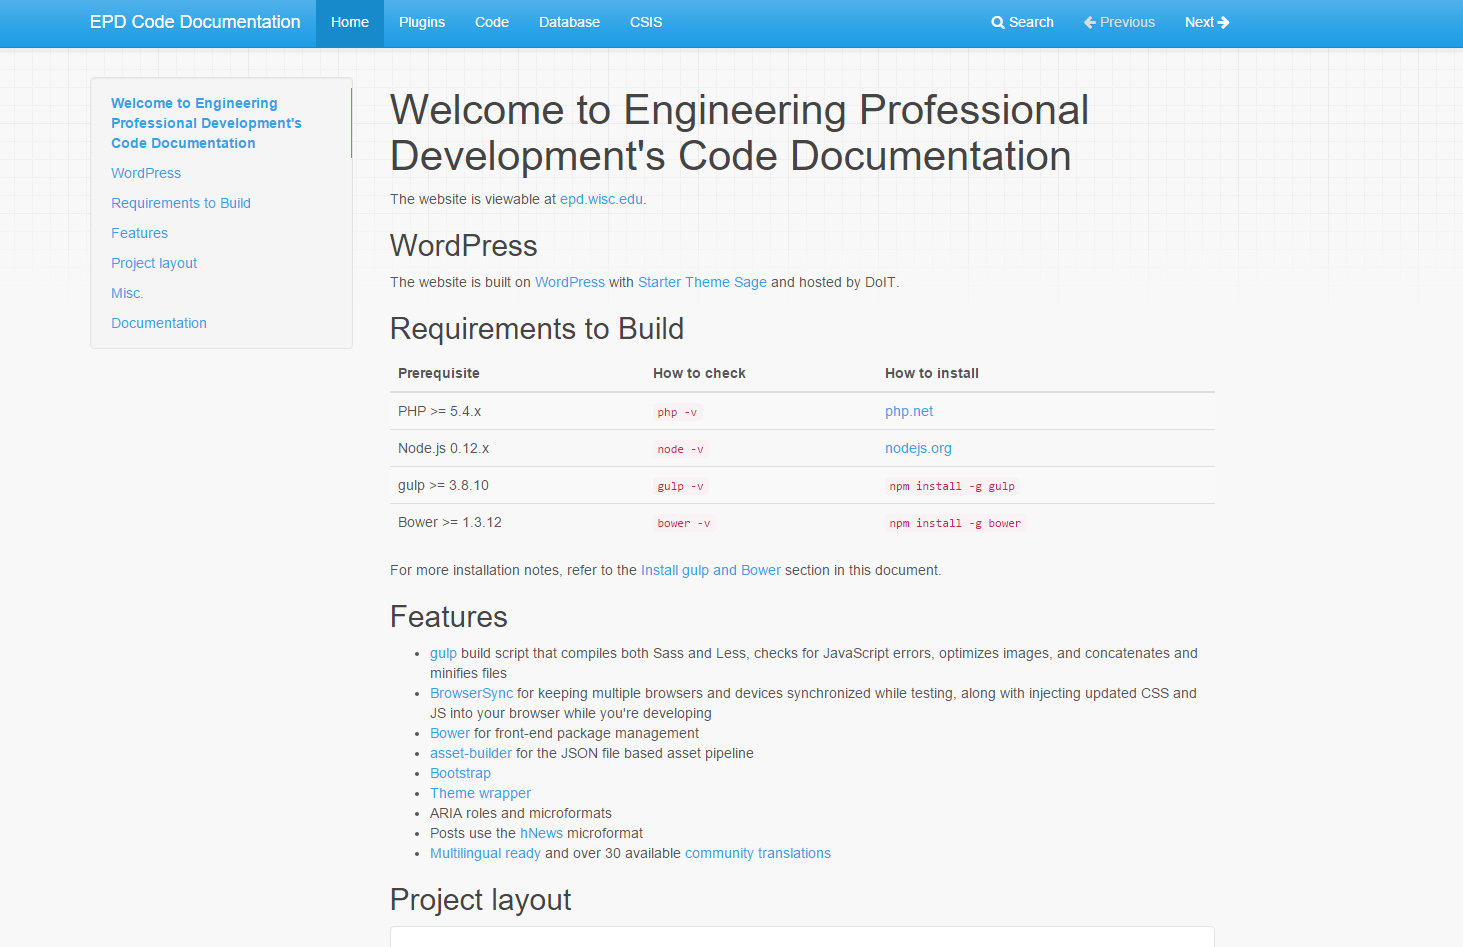 EPD Code Documentation Home Plugins Code Database CSIS Search Previous Next
Welcome to Engineering
Professional Development's
Code Documentation
WordPress
Requirements to Build
Features
Project layout
Misc.
Documentation
Welcome to Engineering Professional
Development's Code Documentation
The website is viewable at epd.wisc.edu.
WordPress
The website is built on WordPress with Starter Theme Sage and hosted by DoIT.
Requirements to Build
Prerequisite How to check How to install
PHP >= 5.4.x php -v php.net
Node.js 0.12.x node -v nodejs.org
gulp >= 3.8.10 gulp -v npm install -g gulp
Bower >= 1.3.12 bower -v npm install -g bower
For more installation notes, refer to the Install gulp and Bower section in this document.
Features
• gulp build script that compiles both Sass and Less, checks for JavaScript errors, optimizes images, and concatenates and
minifies files
• BrowserSync for keeping multiple browsers and devices synchronized while testing, along with injecting updated CSS and
JS into your browser while you're developing
• Bower for front-end package management
• asset-builder for the JSON file based asset pipeline
• Bootstrap
• Theme wrapper
• ARIA roles and microformats
• Posts use the hNews microformat
• Multilingual ready and over 30 available community translations
Project layout